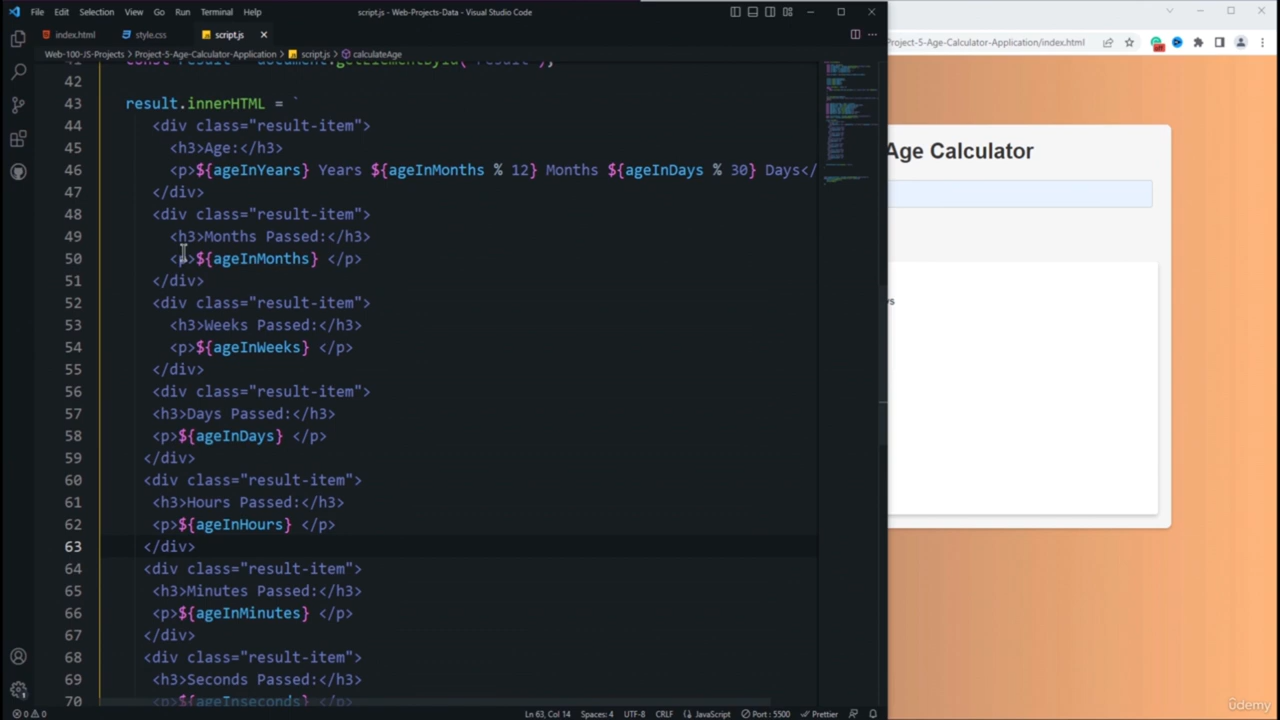 File Edit Selection View Go Run Terminal Help
script.js - Web-Projects-Data - Visual Studio Code
index.html style.css script.js
Project-5-Age-Calculator-Application/index.html
Web-100-JS-Projects > Project-5-Age-Calculator-Application > script.js > calculateAge
42
43 result.innerHTML = `
44 <div class="result-item">
45 <h3>Age:</h3>
46 <p>${ageInYears} Years ${ageInMonths % 12} Months ${ageInDays % 30} Days</
47 </div>
48 <div class="result-item">
49 <h3>Months Passed:</h3>
50 <p>${ageInMonths} </p>
51 </div>
52 <div class="result-item">
53 <h3>Weeks Passed:</h3>
54 <p>${ageInWeeks} </p>
55 </div>
56 <div class="result-item">
57 <h3>Days Passed:</h3>
58 <p>${ageInDays} </p>
59 </div>
60 <div class="result-item">
61 <h3>Hours Passed:</h3>
62 <p>${ageInHours} </p>
63 </div>
64 <div class="result-item">
65 <h3>Minutes Passed:</h3>
66 <p>${ageInMinutes} </p>
67 </div>
68 <div class="result-item">
69 <h3>Seconds Passed:</h3>
70 <p>${ageInseconds} </p>
Age Calculator
ys
0 0 Ln 63, Col 14 Spaces: 4 UTF-8 CRLF JavaScript Port : 5500 Prettier
ûdemy